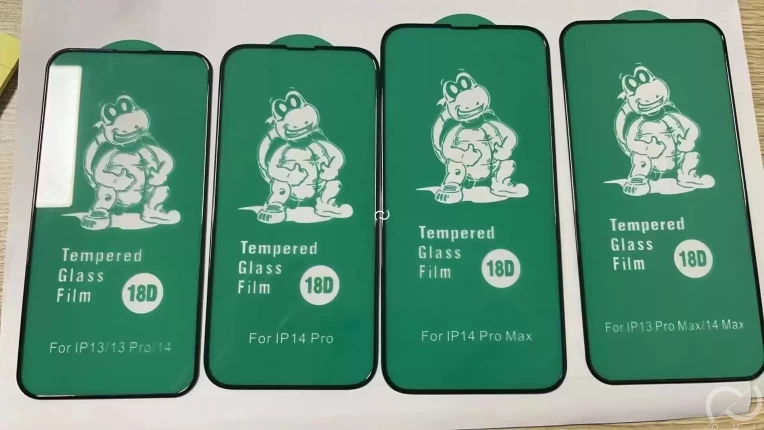 Tempered
Glass
Film
18D
For IP13/13 Pro/14
Tempered
Glass
Film
18D
For IP14 Pro
Tempered
Glass
Film
18D
For IP14 Pro Max
Tempered
Glass
Film
18D
For IP13 Pro Max/14 Max